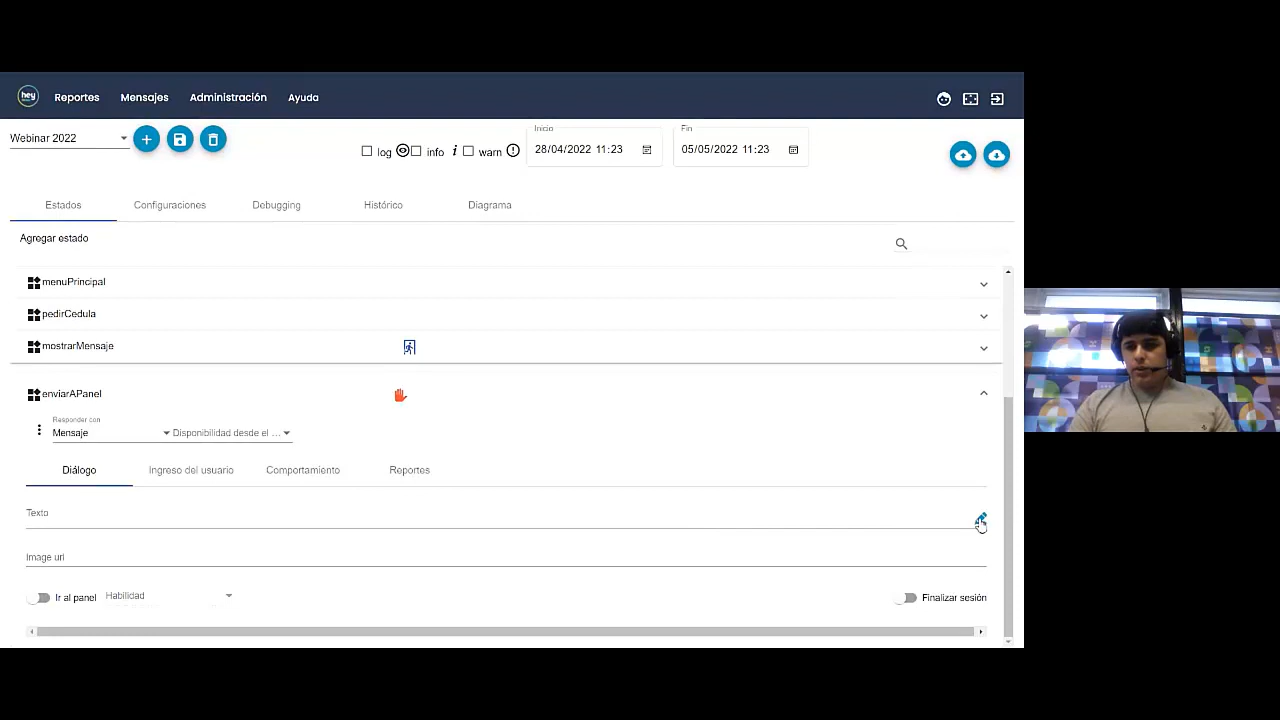 hey
Reportes Mensajes Administración Ayuda
Webinar 2022
log info warn
Inicio
28/04/2022 11:23
Fin
05/05/2022 11:23
Estados Configuraciones Debugging Histórico Diagrama
Agregar estado
menuPrincipal
pedirCedula
mostrarMensaje
enviarAPanel
Responder con
Mensaje Disponibilidad desde el ...
Diálogo Ingreso del usuario Comportamiento Reportes
Texto
Image url
Ir al panel Habilidad Finalizar sesión